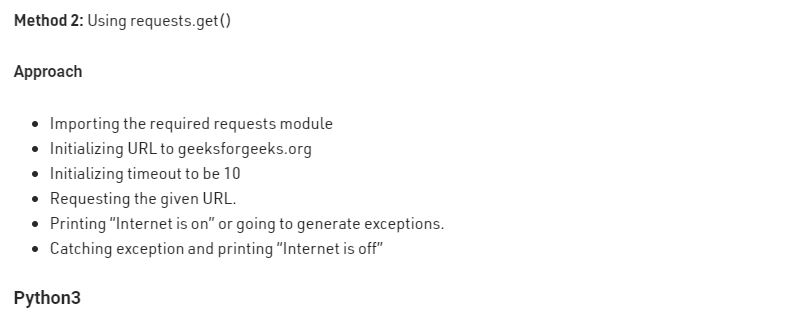 Method 2: Using requests.get()
Approach
Importing the required requests module
Initializing URL to geeksforgeeks.org
Initializing timeout to be 10
Requesting the given URL.
Printing “Internet is on” or going to generate exceptions.
Catching exception and printing “Internet is off”
Python3